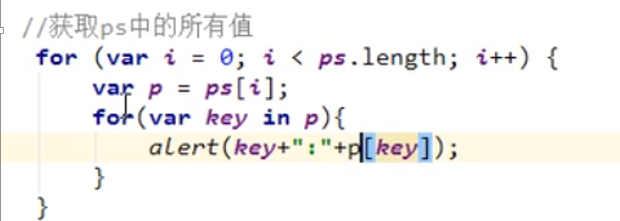 //获取ps中的所有值
for (var i = 0; i < ps.length; i++) {
var p = ps[i];
for(var key in p){
alert(key+":"+p[key]);
}
}